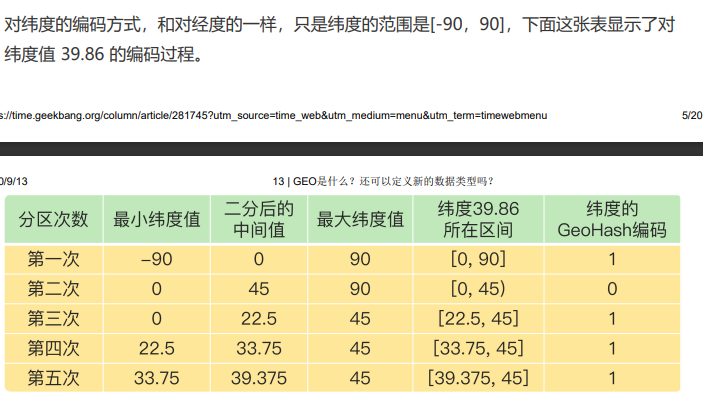 对纬度的编码方式，和对经度的一样，只是纬度的范围是[-90，90]，下面这张表显示了对
纬度值 39.86 的编码过程。
s://time.geekbang.org/column/article/281745?utm_source=time_web&utm_medium=menu&utm_term=timewebmenu 5/20
0/9/13 13 | GEO是什么？还可以定义新的数据类型吗？
分区次数 最小纬度值 二分后的中间值 最大纬度值 纬度39.86所在区间 纬度的GeoHash编码
第一次 -90 0 90 [0, 90] 1
第二次 0 45 90 [0, 45) 0
第三次 0 22.5 45 [22.5, 45] 1
第四次 22.5 33.75 45 [33.75, 45] 1
第五次 33.75 39.375 45 [39.375, 45] 1